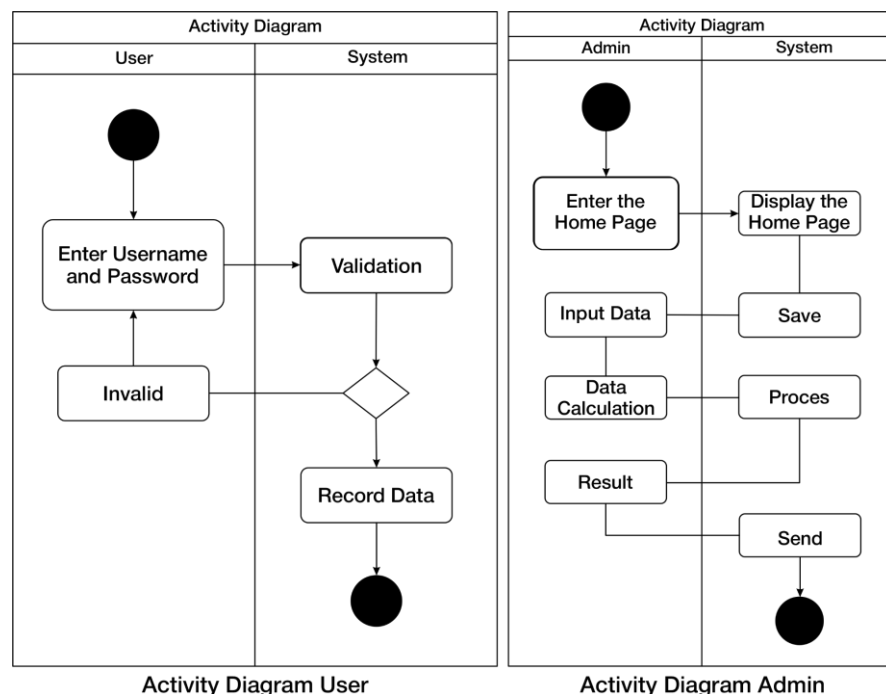 Activity Diagram
User
System
Enter Username
and Password
Validation
Invalid
Record Data
Activity Diagram User
Activity Diagram
Admin
System
Enter the
Home Page
Display the
Home Page
Input Data
Save
Data
Calculation
Proces
Result
Send
Activity Diagram Admin